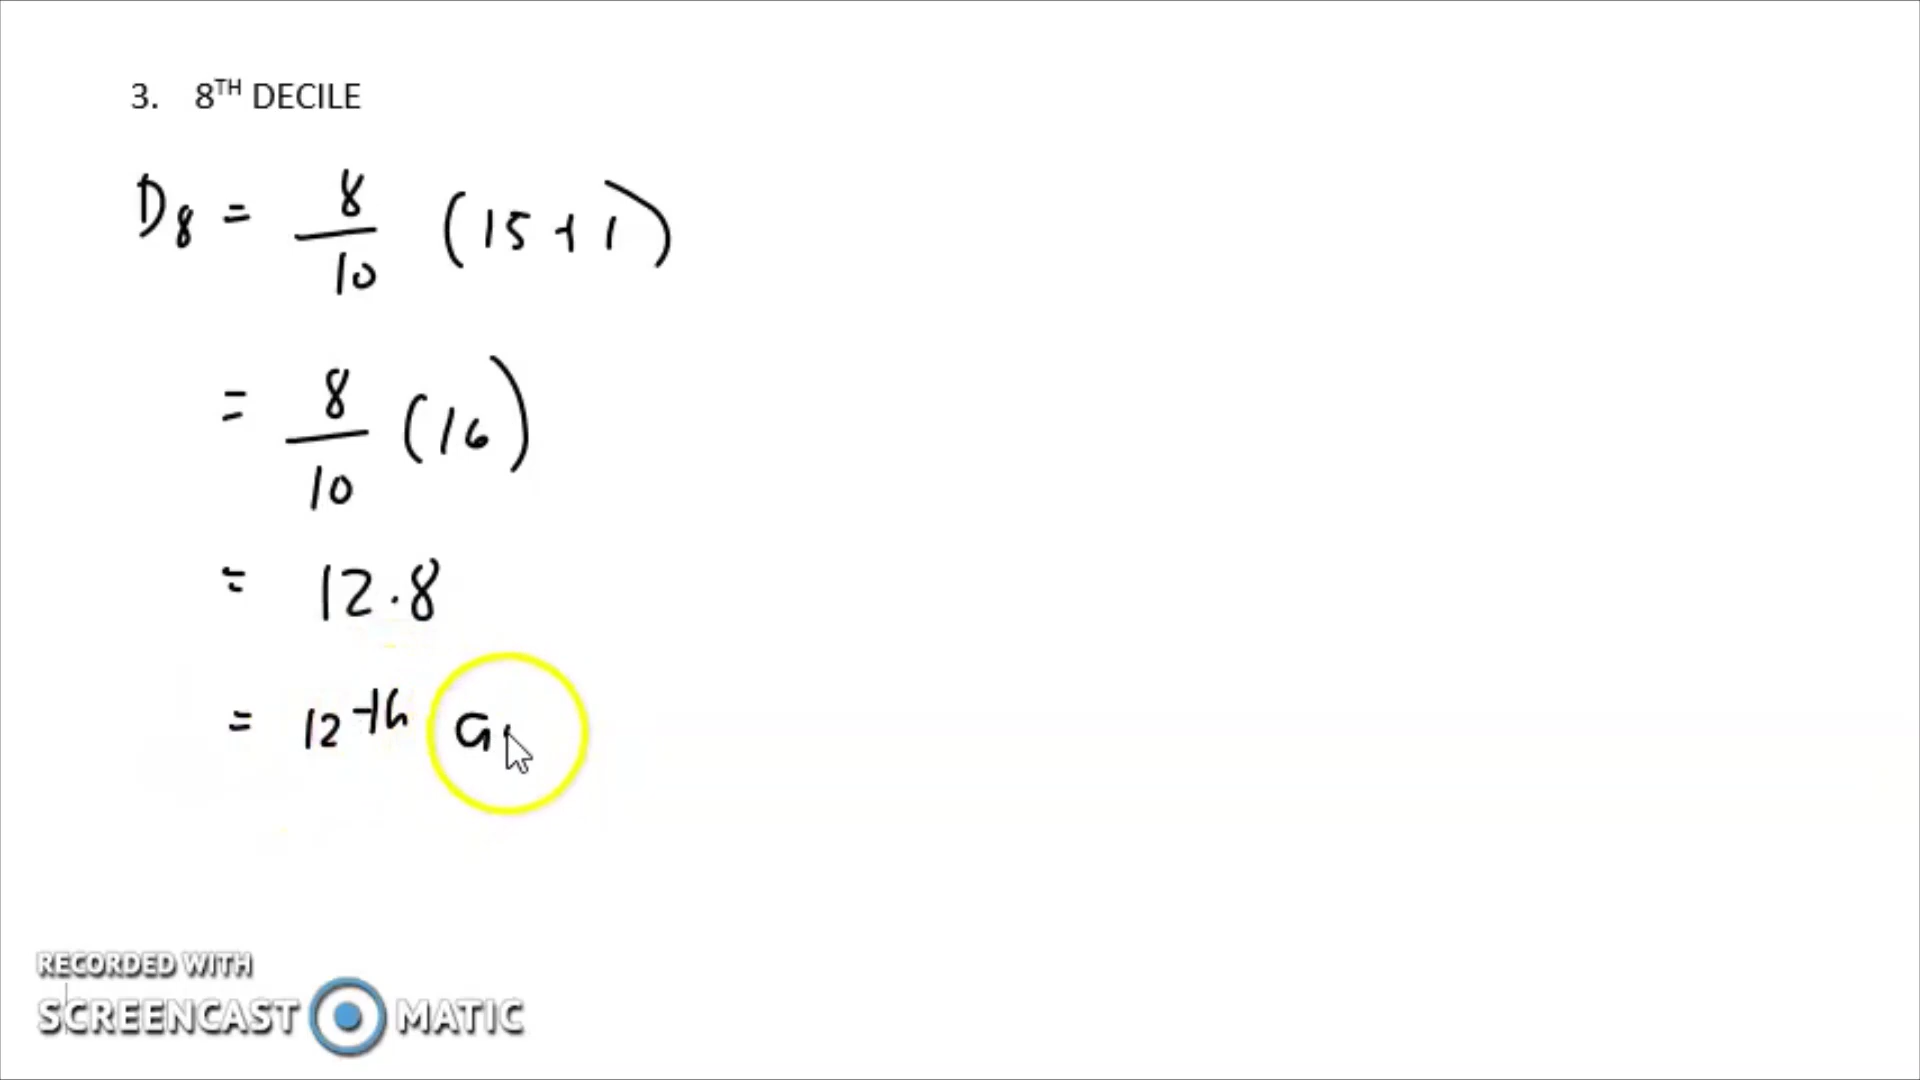 3. 8TH DECILE
D8 = 8/10 (15+1)
= 8/10 (16)
= 12.8
= 12th
RECORDED WITH
SCREENCAST MATIC